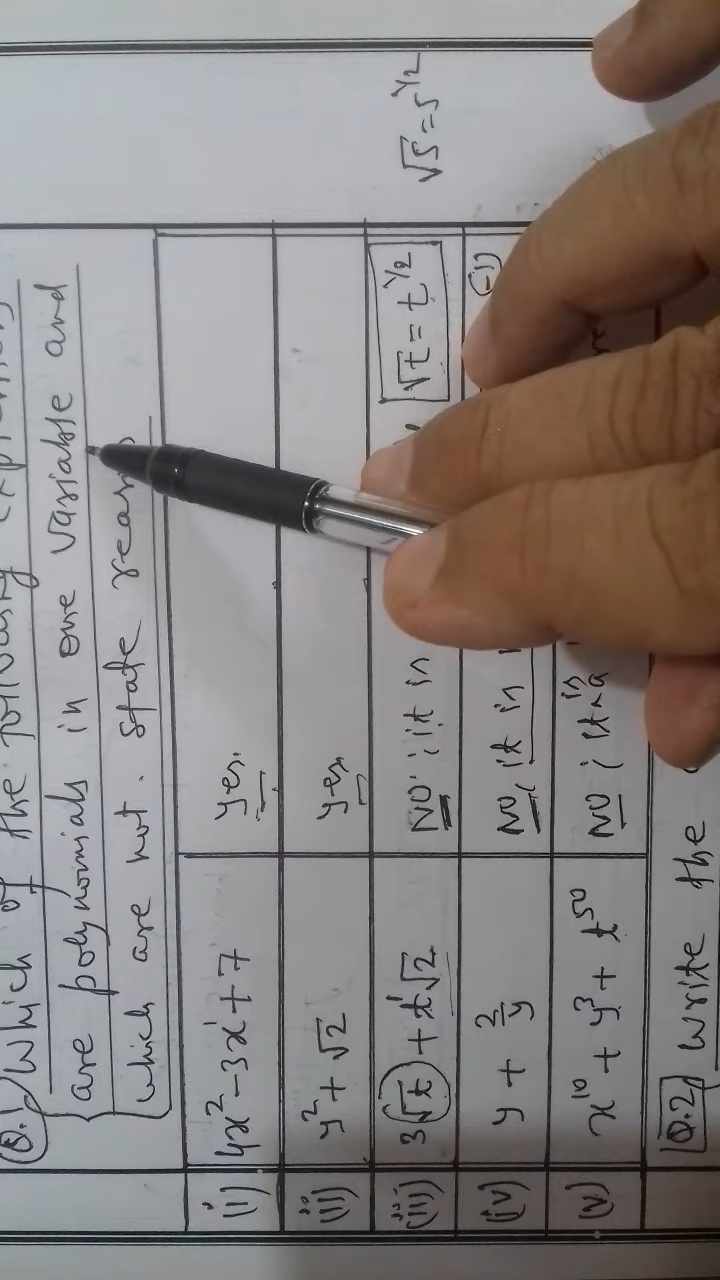 Q.1) Which of the following
are polynomials in one variable and
which are not. State
(i) 4x² - 3x¹ + 7 yes.
(ii) y² + √2 yes.
(iii) 3√t + t¹√2 NO; it is √t = t^1/2 √5 = 5^1/2
(iv) y + 2/y NO, it is (-1)
(v) x¹⁰ + y³ + t⁵⁰ NO; it is a
Q.2) Write the